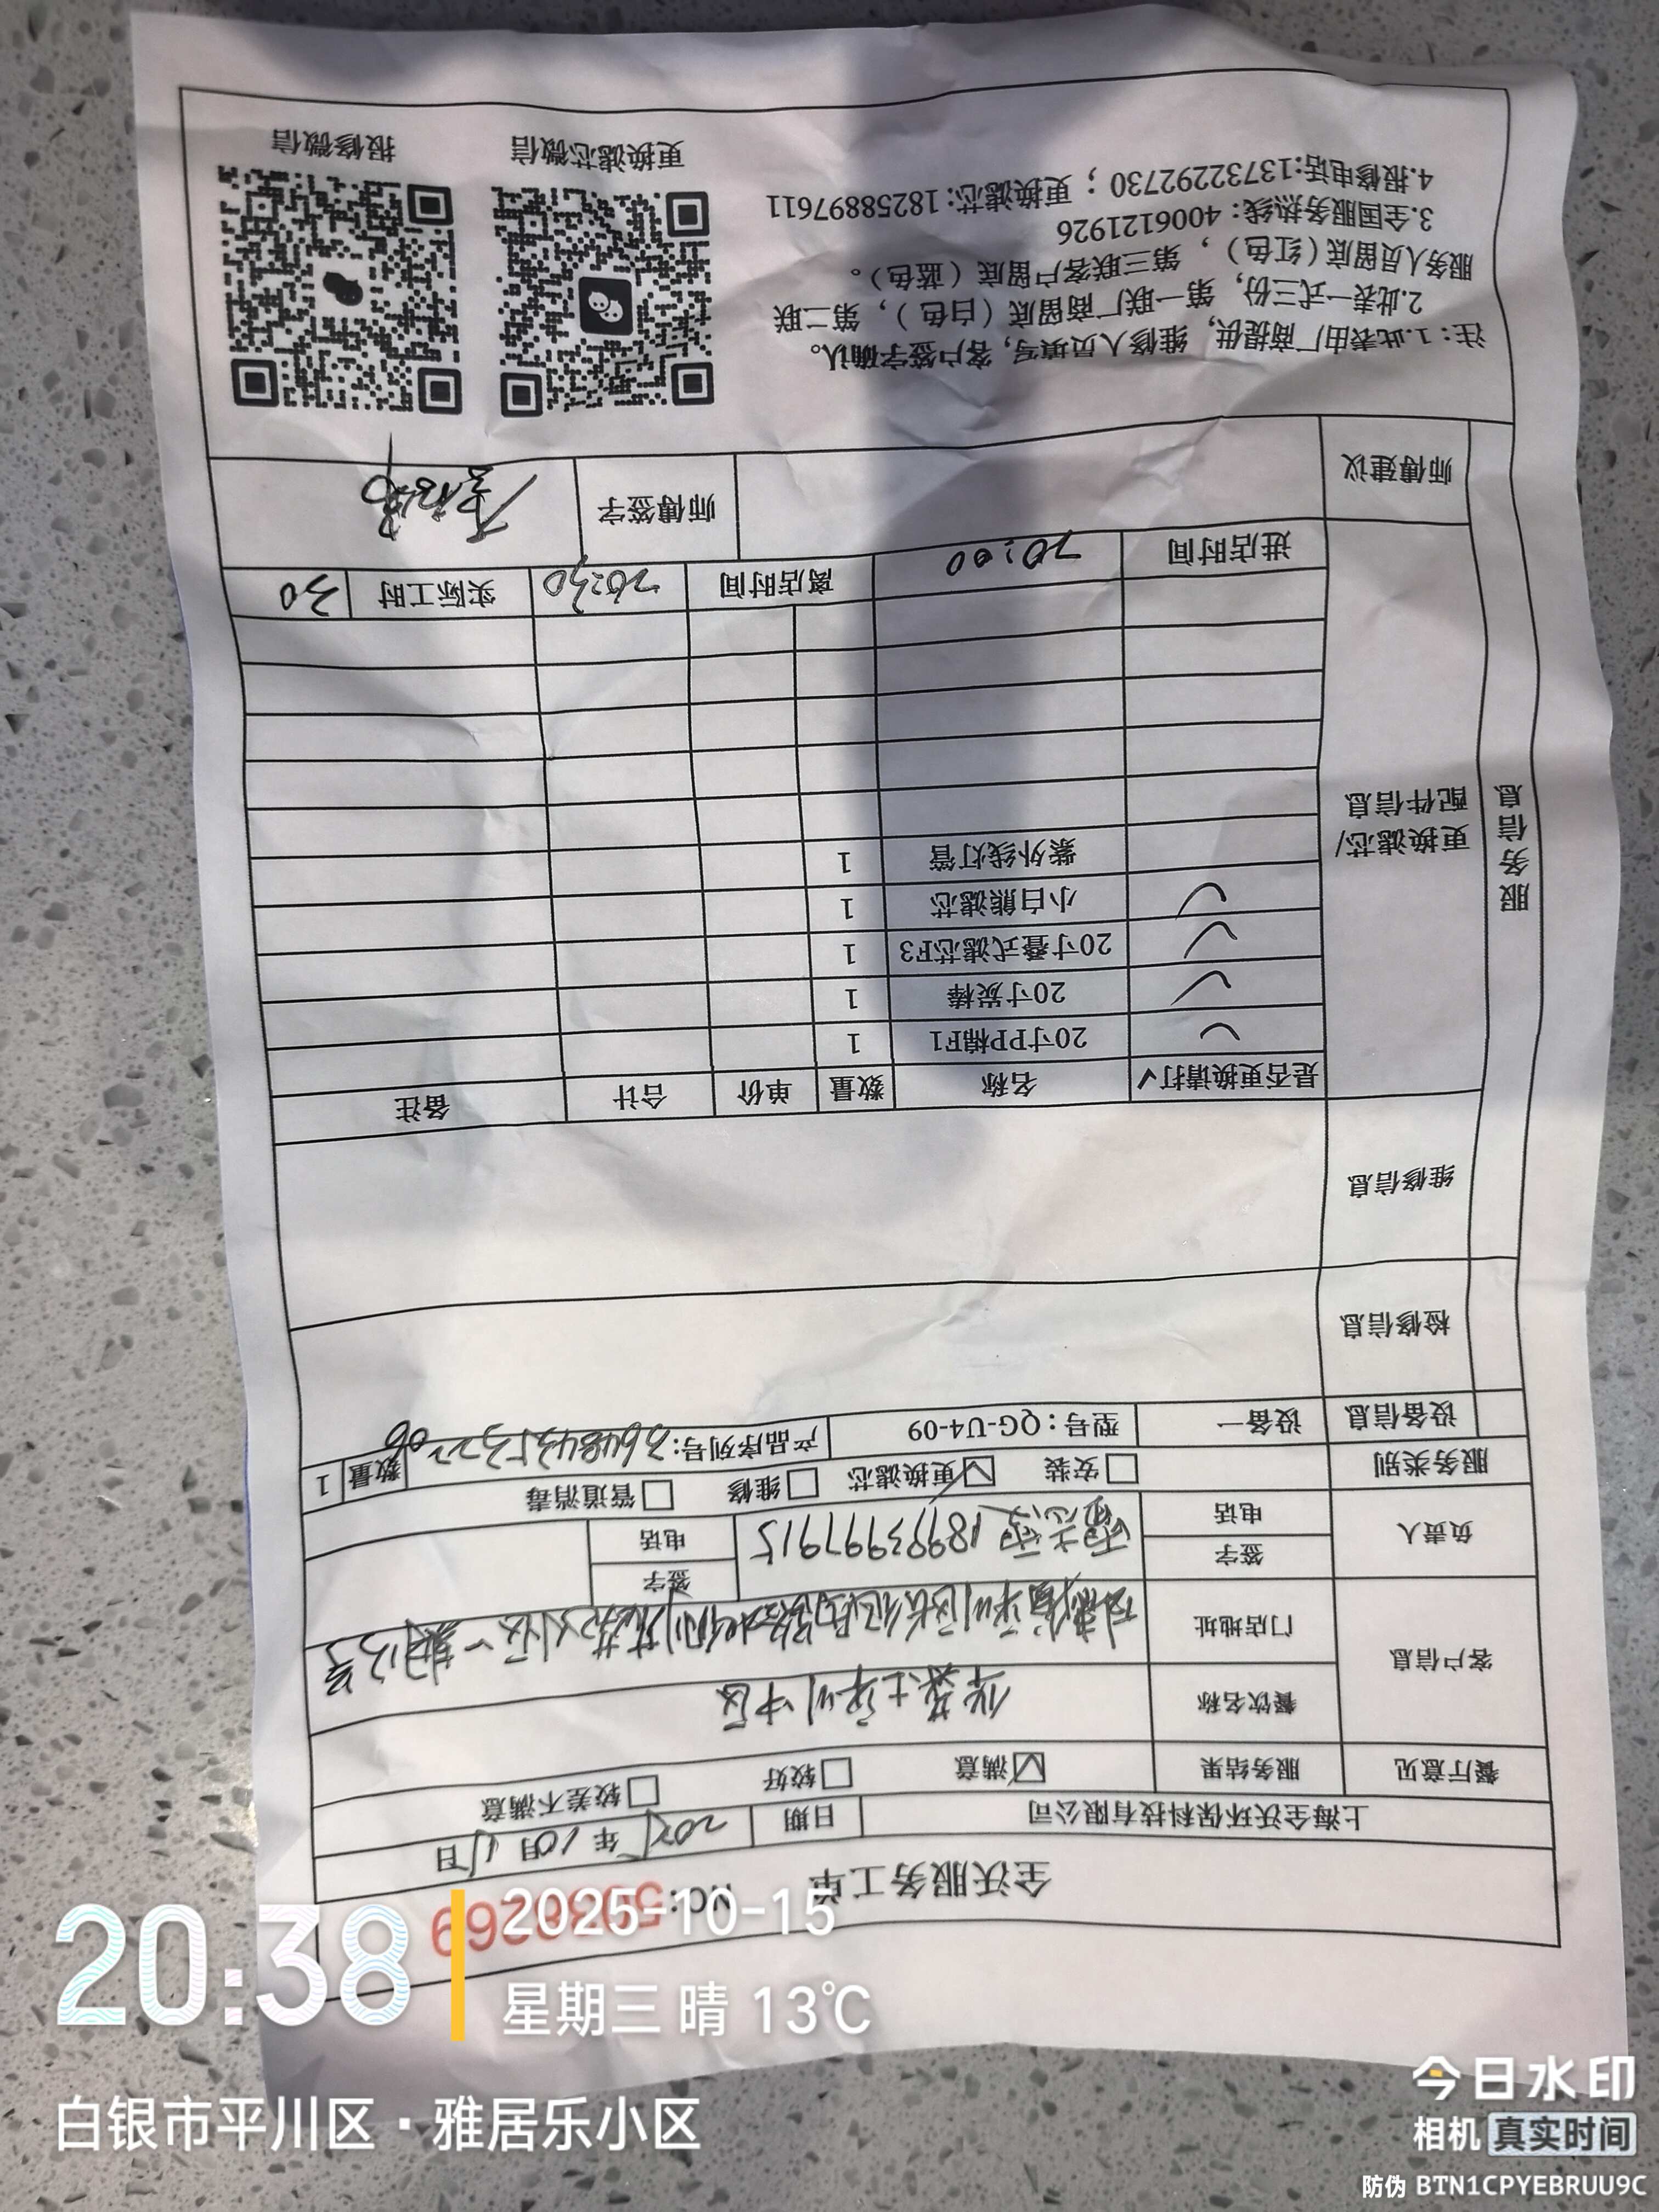 全沃服务工单 NO:
上海全沃环保科技有限公司 日期 2025年10月15日
餐厅意见 服务结果 ☑满意 □较好 □较差不满意
客户信息 餐饮名称 华莱士平川中区
门店地址
负责人 签字 电话 18993977915 签字 电话
服务类别 □安装 ☑更换滤芯 □维修 □管道消毒
设备信息 设备一 型号：QG-U4-09 产品序列号： 数量 1
检修信息
维修信息
服务信息
更换滤芯/
配件信息
是否更换请打✓ 名称 数量 单价 合计 备注
✓ 20寸PP棉F1 1
✓ 20寸炭棒 1
✓ 20寸叠式滤芯F3 1
✓ 小白熊滤芯 1
紫外线灯管 1
进店时间 20:00 离店时间 20:30 实际工时 30
师傅建议 师傅签字
注：1.此表由厂商提供，维修人员填写，客户签字确认。
2.此表一式三份，第一联厂商留底（白色），第二联
服务人员留底（红色），第三联客户留底（蓝色）。
3.全国服务热线：4006121926
4.报修电话:13732292730；更换滤芯:18258897611
更换滤芯微信 报修微信
20:38
2025-10-15
星期三 晴 13℃
白银市平川区·雅居乐小区
今日水印
相机 真实时间
防伪 BTN1CPYEBRUU9C